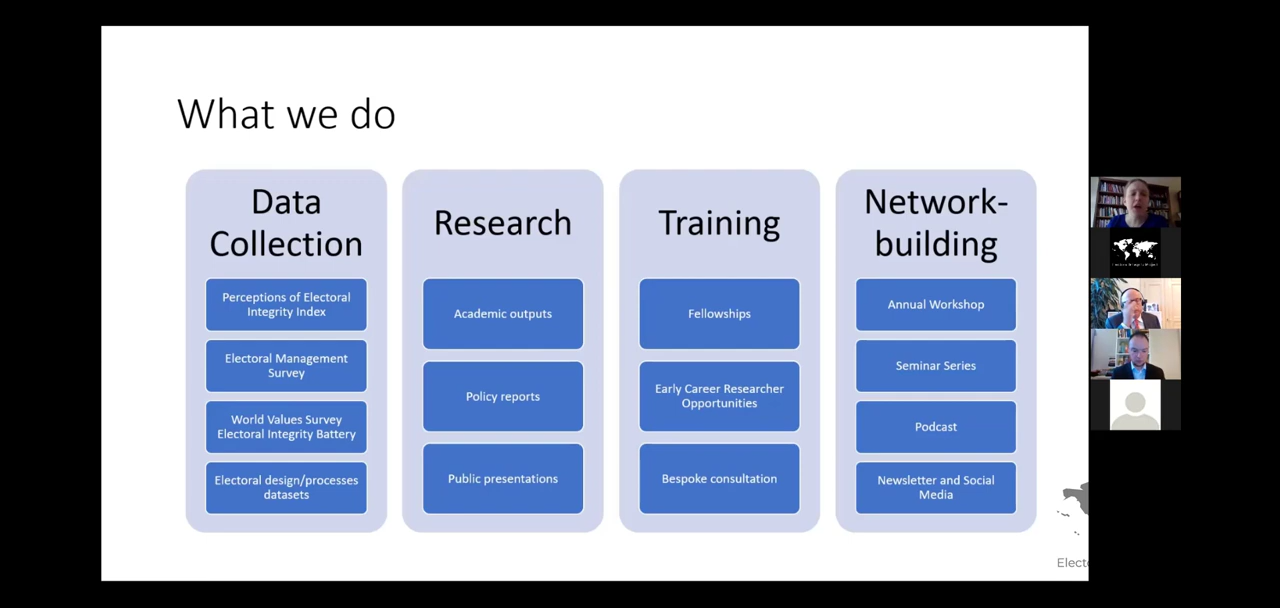 What we do
Data
Collection
Perceptions of Electoral
Integrity Index
Electoral Management
Survey
World Values Survey
Electoral Integrity Battery
Electoral design/processes
datasets
Research
Academic outputs
Policy reports
Public presentations
Training
Fellowships
Early Career Researcher
Opportunities
Bespoke consultation
Network-
building
Annual Workshop
Seminar Series
Podcast
Newsletter and Social
Media